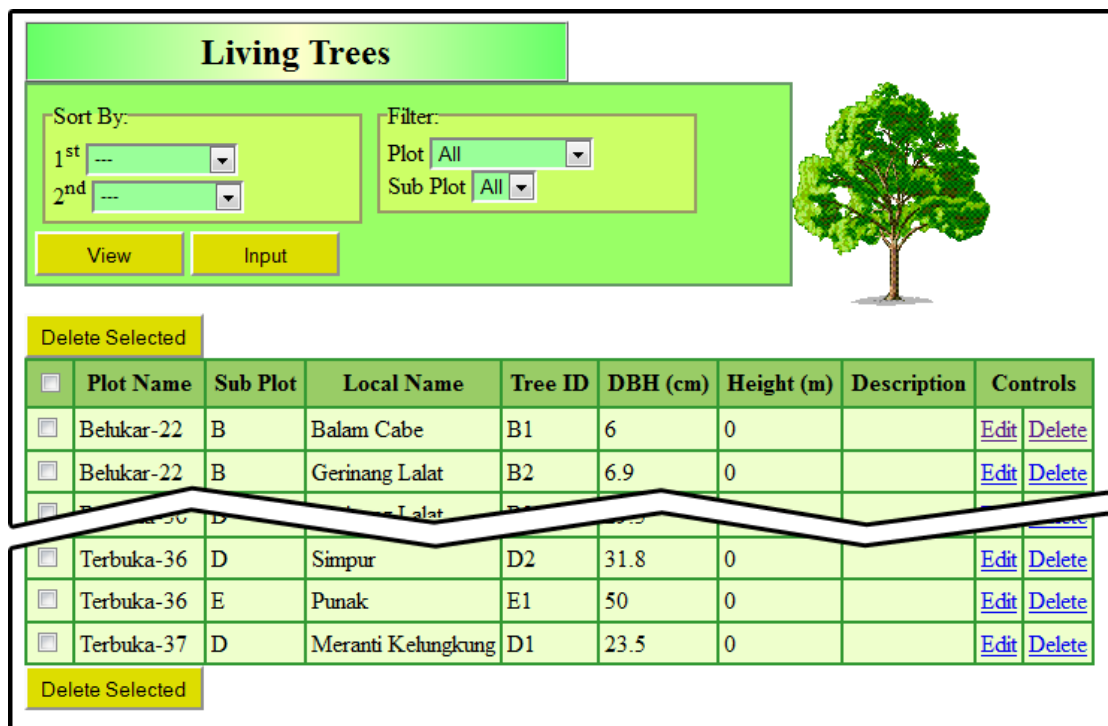 Living Trees
Sort By:
1st ---
2nd ---
Filter:
Plot All
Sub Plot All
View Input
Delete Selected
Plot Name Sub Plot Local Name Tree ID DBH (cm) Height (m) Description Controls
Belukar-22 B Balam Cabe B1 6 0 Edit Delete
Belukar-22 B Gerinang Lalat B2 6.9 0 Edit Delete
Lalat
Terbuka-36 D Simpur D2 31.8 0 Edit Delete
Terbuka-36 E Punak E1 50 0 Edit Delete
Terbuka-37 D Meranti Kelungkung D1 23.5 0 Edit Delete
Delete Selected